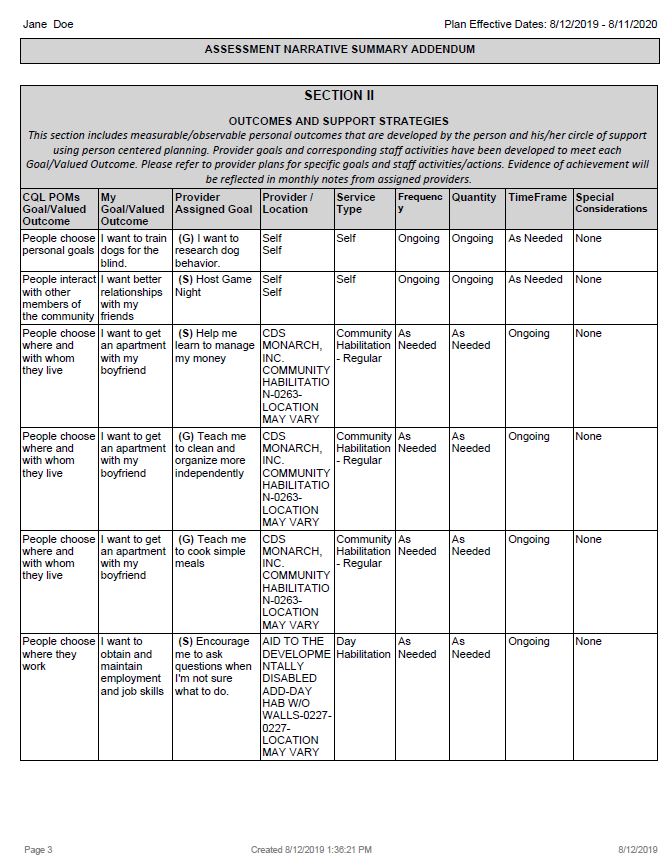 Jane  Doe
Plan Effective Dates: 8/12/2019 - 8/11/2020
ASSESSMENT NARRATIVE SUMMARY ADDENDUM
SECTION II
OUTCOMES AND SUPPORT STRATEGIES
This section includes measurable/observable personal outcomes that are developed by the person and his/her circle of support
using person centered planning. Provider goals and corresponding staff activities have been developed to meet each
Goal/Valued Outcome. Please refer to provider plans for specific goals and staff activities/actions. Evidence of achievement will
be reflected in monthly notes from assigned providers.
CQL POMs
Goal/Valued
Outcome
My
Goal/Valued
Outcome
Provider
Assigned Goal
Provider /
Location
Service
Type
Frequenc
y
Quantity
TimeFrame
Special
Considerations
People choose
personal goals
I want to train
dogs for the
blind.
(G) I want to
research dog
behavior.
Self
Self
Self
Ongoing
Ongoing
As Needed
None
People interact
with other
members of
the community
I want better
relationships
with my
friends
(S) Host Game
Night
Self
Self
Self
Ongoing
Ongoing
As Needed
None
People choose
where and
with whom
they live
I want to get
an apartment
with my
boyfriend
(S) Help me
learn to manage
my money
CDS
MONARCH,
INC.
COMMUNITY
HABILITATIO
N-0263-
LOCATION
MAY VARY
Community
Habilitation
- Regular
As
Needed
As
Needed
Ongoing
None
People choose
where and
with whom
they live
I want to get
an apartment
with my
boyfriend
(G) Teach me
to clean and
organize more
independently
CDS
MONARCH,
INC.
COMMUNITY
HABILITATIO
N-0263-
LOCATION
MAY VARY
Community
Habilitation
- Regular
As
Needed
As
Needed
Ongoing
None
People choose
where and
with whom
they live
I want to get
an apartment
with my
boyfriend
(G) Teach me
to cook simple
meals
CDS
MONARCH,
INC.
COMMUNITY
HABILITATIO
N-0263-
LOCATION
MAY VARY
Community
Habilitation
- Regular
As
Needed
As
Needed
Ongoing
None
People choose
where they
work
I want to
obtain and
maintain
employment
and job skills
(S) Encourage
me to ask
questions when
I'm not sure
what to do.
AID TO THE
DEVELOPME
NTALLY
DISABLED
ADD-DAY
HAB W/O
WALLS-0227-
0227-
LOCATION
MAY VARY
Day
Habilitation
As
Needed
As
Needed
Ongoing
None
Page 3
Created 8/12/2019 1:36:21 PM
8/12/2019